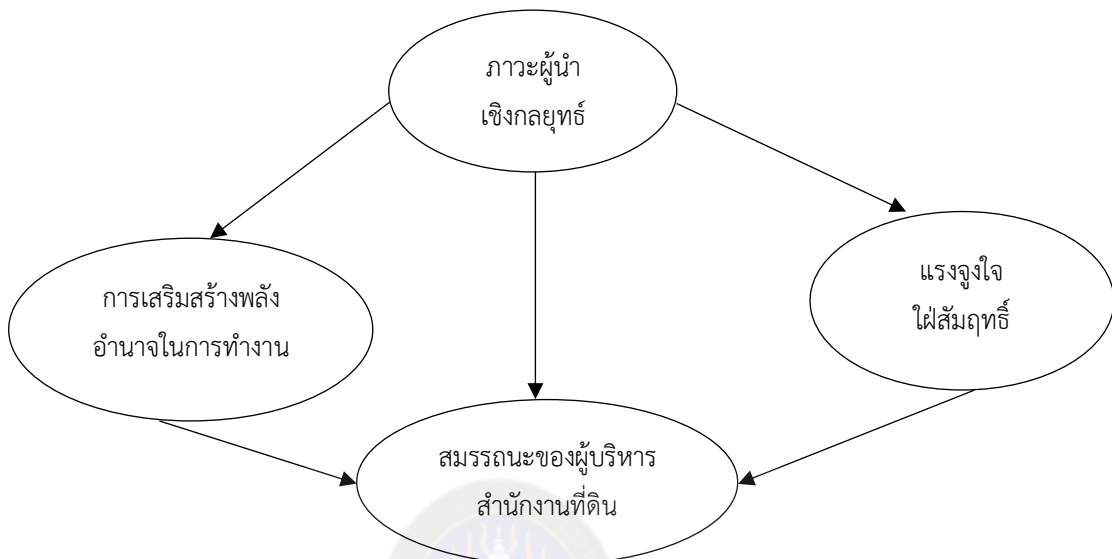 ภาวะผู้นำ
เชิงกลยุทธ์
การเสริมสร้างพลัง
อำนาจในการทำงาน
แรงจูงใจ
ใฝ่สัมฤทธิ์
สมรรถนะของผู้บริหาร
สำนักงานที่ดิน